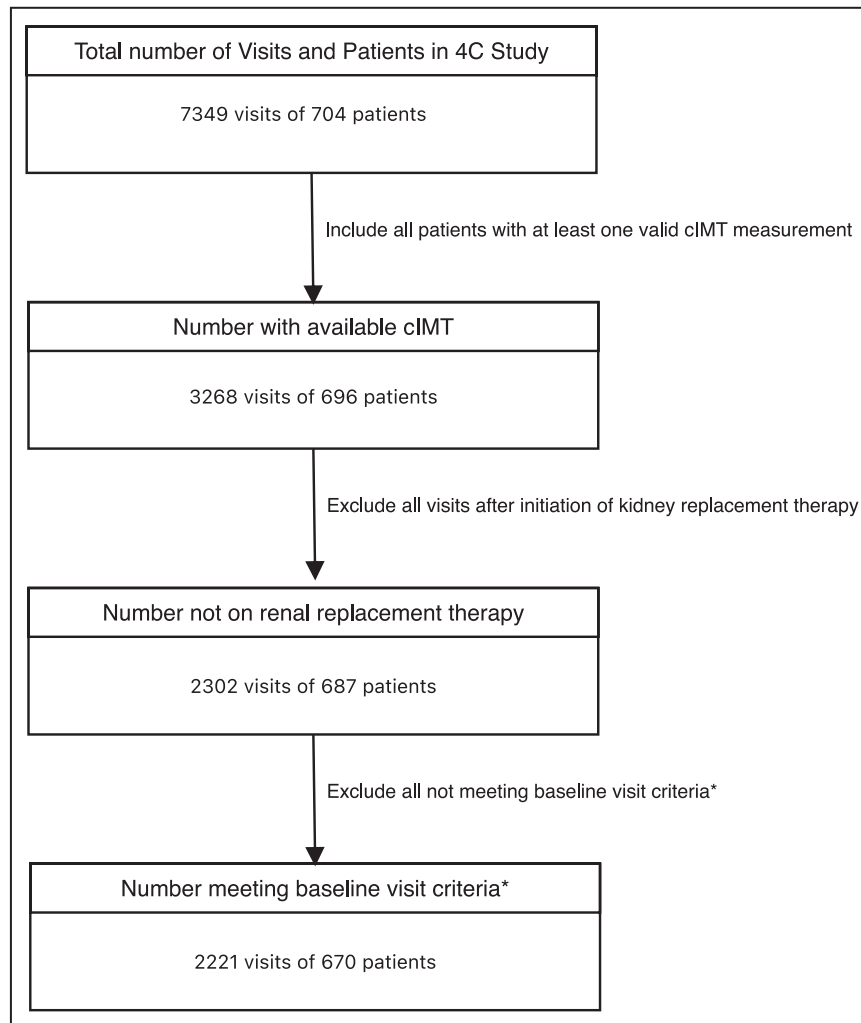 Total number of Visits and Patients in 4C Study
7349 visits of 704 patients
Include all patients with at least one valid cIMT measurement
Number with available cIMT
3268 visits of 696 patients
Exclude all visits after initiation of kidney replacement therapy
Number not on renal replacement therapy
2302 visits of 687 patients
Exclude all not meeting baseline visit criteria*
Number meeting baseline visit criteria*
2221 visits of 670 patients